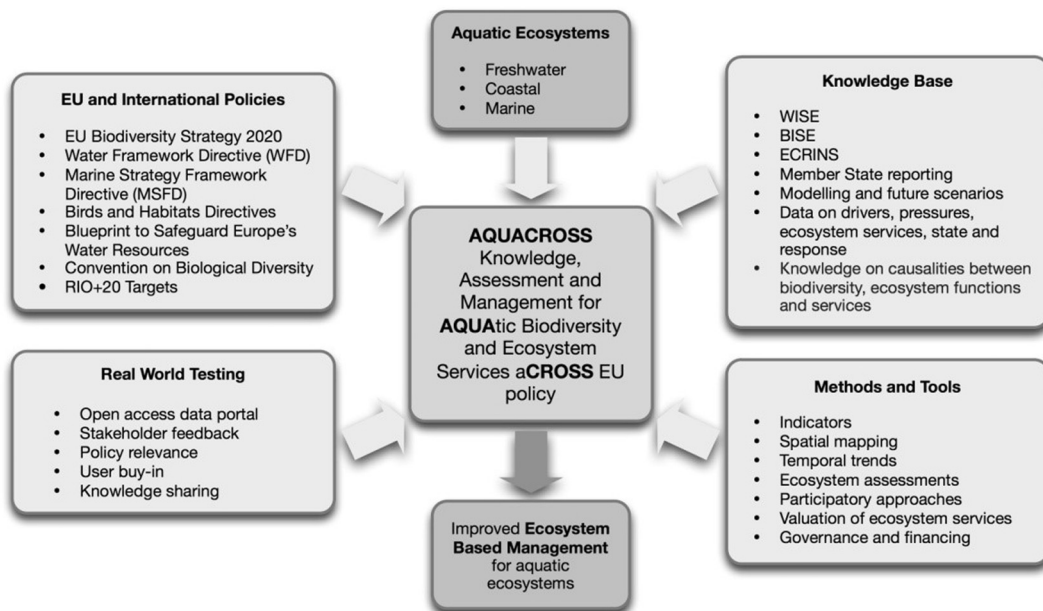 Aquatic Ecosystems
• Freshwater
• Coastal
• Marine
EU and International Policies
• EU Biodiversity Strategy 2020
• Water Framework Directive (WFD)
• Marine Strategy Framework
Directive (MSFD)
• Birds and Habitats Directives
• Blueprint to Safeguard Europe's
Water Resources
• Convention on Biological Diversity
• RIO+20 Targets
Knowledge Base
• WISE
• BISE
• ECRINS
• Member State reporting
• Modelling and future scenarios
• Data on drivers, pressures,
ecosystem services, state and
response
• Knowledge on causalities between
biodiversity, ecosystem functions
and services
AQUACROSS
Knowledge,
Assessment and
Management for
AQUAtic Biodiversity
and Ecosystem
Services aCROSS EU
policy
Real World Testing
• Open access data portal
• Stakeholder feedback
• Policy relevance
• User buy-in
• Knowledge sharing
Methods and Tools
• Indicators
• Spatial mapping
• Temporal trends
• Ecosystem assessments
• Participatory approaches
• Valuation of ecosystem services
• Governance and financing
Improved Ecosystem
Based Management
for aquatic
ecosystems